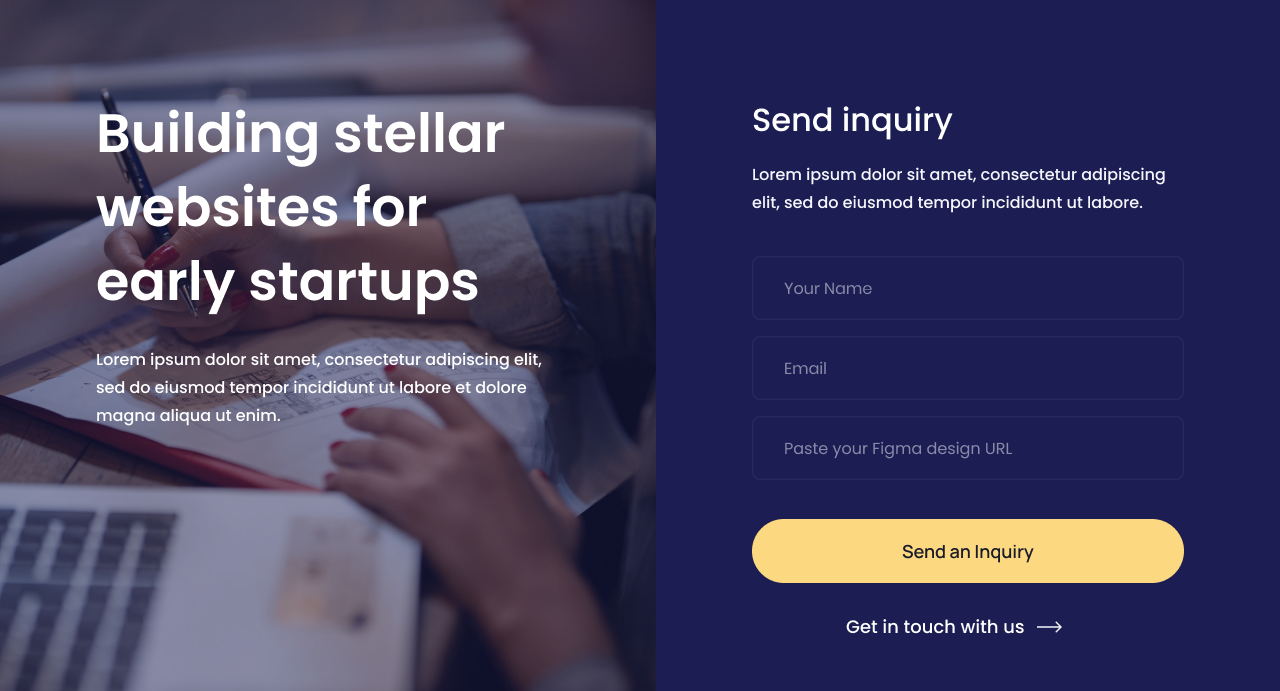 Building stellar
websites for
early startups
Lorem ipsum dolor sit amet, consectetur adipiscing elit,
sed do eiusmod tempor incididunt ut labore et dolore
magna aliqua ut enim.
Send inquiry
Lorem ipsum dolor sit amet, consectetur adipiscing
elit, sed do eiusmod tempor incididunt ut labore.
Your Name
Email
Paste your Figma design URL
Send an Inquiry
Get in touch with us